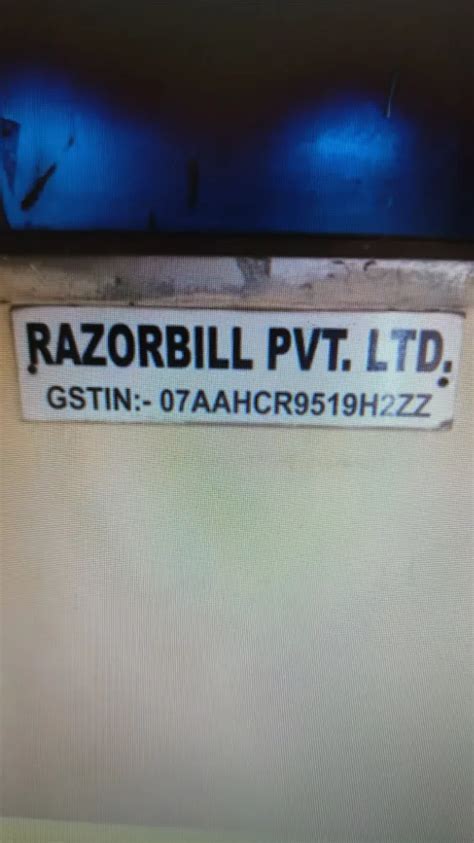 RAZORBILL PVT. LTD.
GSTIN:- 07AAHCR9519H2ZZ